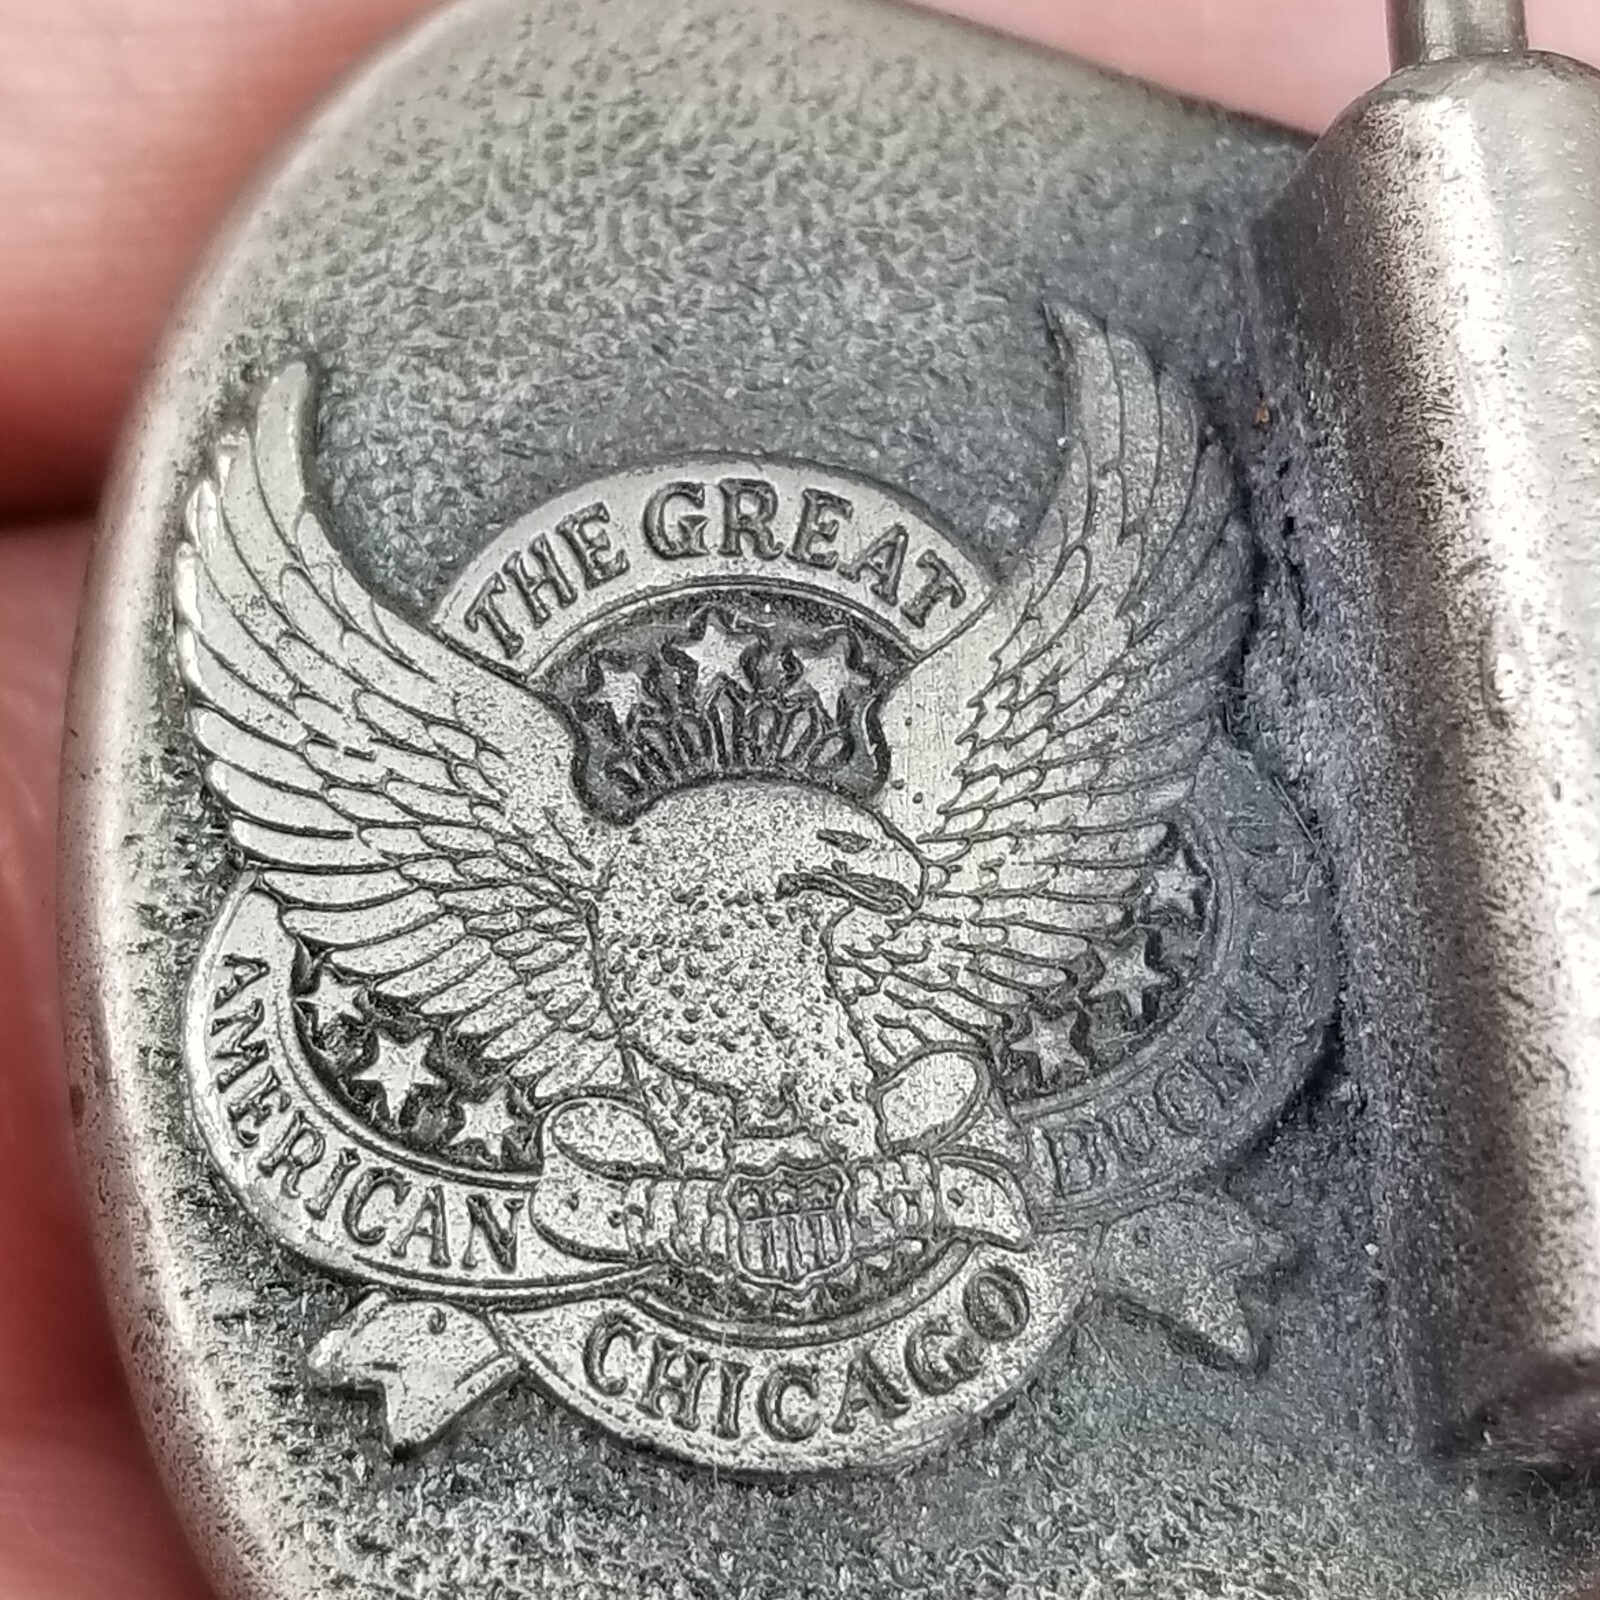 THE GREAT
AMERICAN
BUCKLE
CHICAGO